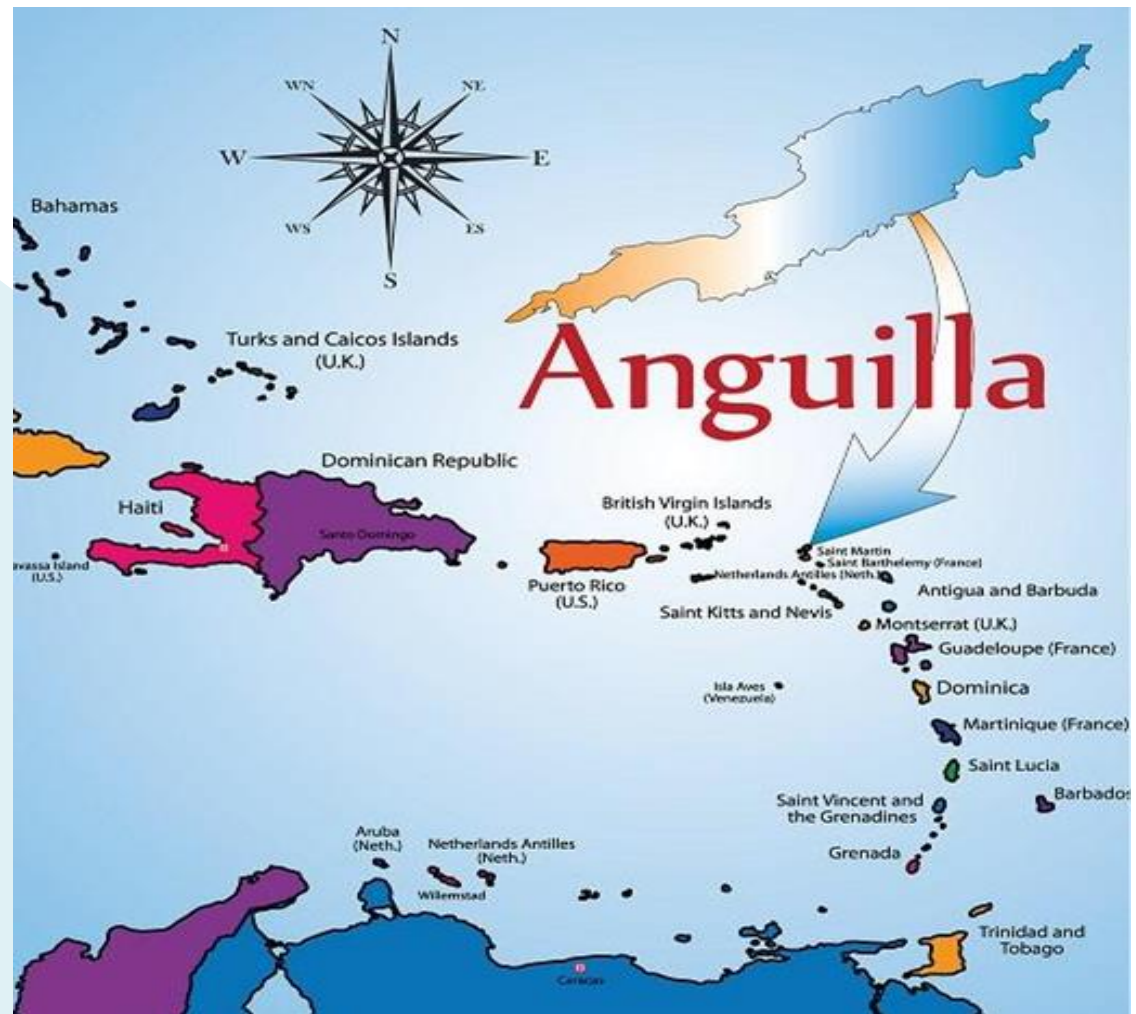 N
WN
NE
W
E
WS
ES
S
Bahamas
Turks and Caicos Islands
(U.K.)
Anguilla
Dominican Republic
Haiti
Santo Domingo
British Virgin Islands
(U.K.)
(U.S.)
Puerto Rico
(U.S.)
Saint Martin
Saint Barthelemy (France)
Netherlands Antilles (Neth.)
Antigua and Barbuda
Saint Kitts and Nevis
Montserrat (U.K.)
Guadeloupe (France)
Isla Aves
(Venezuela)
Dominica
Martinique (France)
Saint Lucia
Saint Vincent and
the Grenadines
Barbados
Grenada
Aruba
(Neth.)
Netherlands Antilles
(Neth.)
Willemstad
Trinidad and
Tobago
Caracas